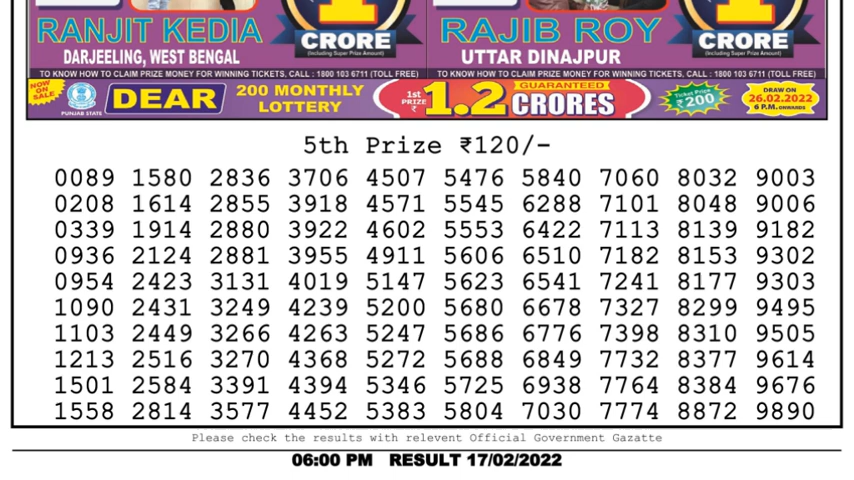 RANJIT KEDIA
DARJEELING, WEST BENGAL
1
CRORE
(Including Super Prize Amount)
RAJIB ROY
UTTAR DINAJPUR
1
CRORE
(Including Super Prize Amount)
TO KNOW HOW TO CLAIM PRIZE MONEY FOR WINNING TICKETS, CALL : 1800 103 6711 (TOLL FREE)
TO KNOW HOW TO CLAIM PRIZE MONEY FOR WINNING TICKETS, CALL : 1800 103 6711 (TOLL FREE)
NOW ON SALE
PUNJAB STATE
DEAR
200 MONTHLY
LOTTERY
1st
PRIZE
₹
1.2
GUARANTEED
CRORES
Ticket Price
₹200
DRAW ON
26.02.2022
6 P.M. ONWARDS
5th Prize ₹120/-
0089 1580 2836 3706 4507 5476 5840 7060 8032 9003
0208 1614 2855 3918 4571 5545 6288 7101 8048 9006
0339 1914 2880 3922 4602 5553 6422 7113 8139 9182
0936 2124 2881 3955 4911 5606 6510 7182 8153 9302
0954 2423 3131 4019 5147 5623 6541 7241 8177 9303
1090 2431 3249 4239 5200 5680 6678 7327 8299 9495
1103 2449 3266 4263 5247 5686 6776 7398 8310 9505
1213 2516 3270 4368 5272 5688 6849 7732 8377 9614
1501 2584 3391 4394 5346 5725 6938 7764 8384 9676
1558 2814 3577 4452 5383 5804 7030 7774 8872 9890
Please check the results with relevent Official Government Gazatte
06:00 PM RESULT 17/02/2022